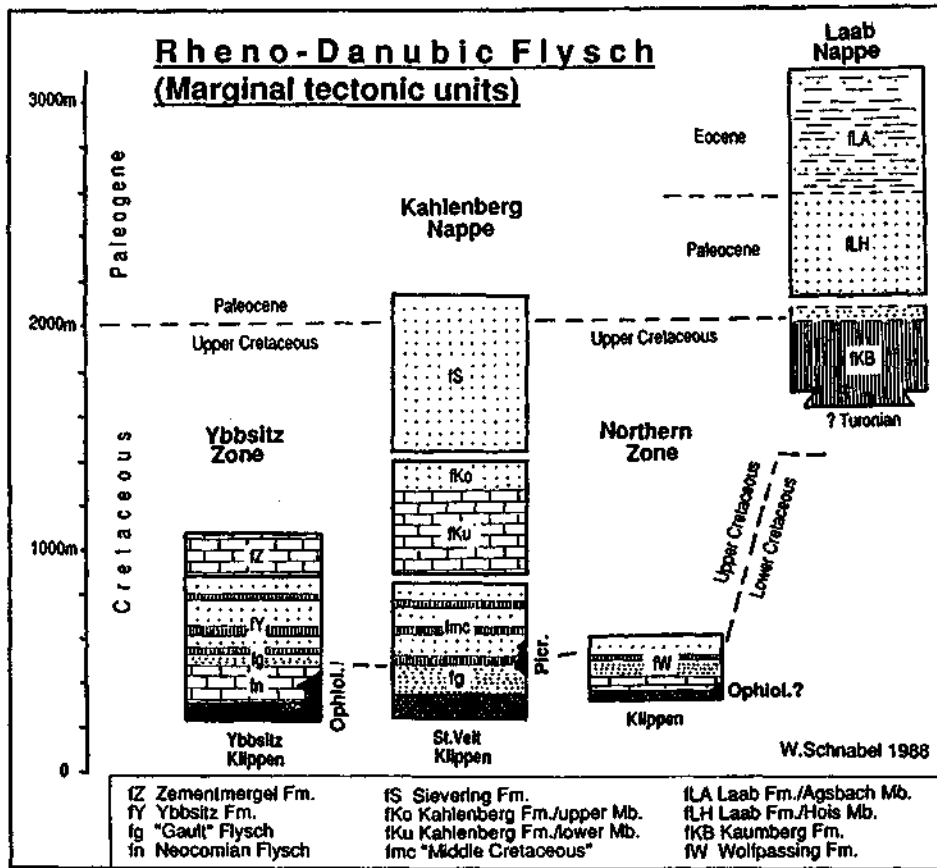 Rheno-Danubic Flysch
(Marginal tectonic units)
Laab
Nappe
3000m
2000m
1000m
0
Paleogene
Cretaceous
Eocene
Paleocene
fLA
fLH
fKB
? Turonian
Kahlenberg
Nappe
Paleocene
Upper Cretaceous
Upper Cretaceous
fS
fKo
fKu
fmc
fg
Picr.
St.Veit
Klippen
Ybbsitz
Zone
fZ
fY
fg
fn
Ophiol.!
Ybbsitz
Klippen
Northern
Zone
Upper Cretaceous
Lower Cretaceous
fW
Ophiol.?
Klippen
W.Schnabel 1988
fZ Zementmergel Fm.
fY Ybbsitz Fm.
fg "Gault" Flysch
fn Neocomian Flysch
fS Sievering Fm.
fKo Kahlenberg Fm./upper Mb.
fKu Kahlenberg Fm./lower Mb.
fmc "Middle Cretaceous"
fLA Laab Fm./Agsbach Mb.
fLH Laab Fm./Hois Mb.
fKB Kaumberg Fm.
fW Wolfpassing Fm.